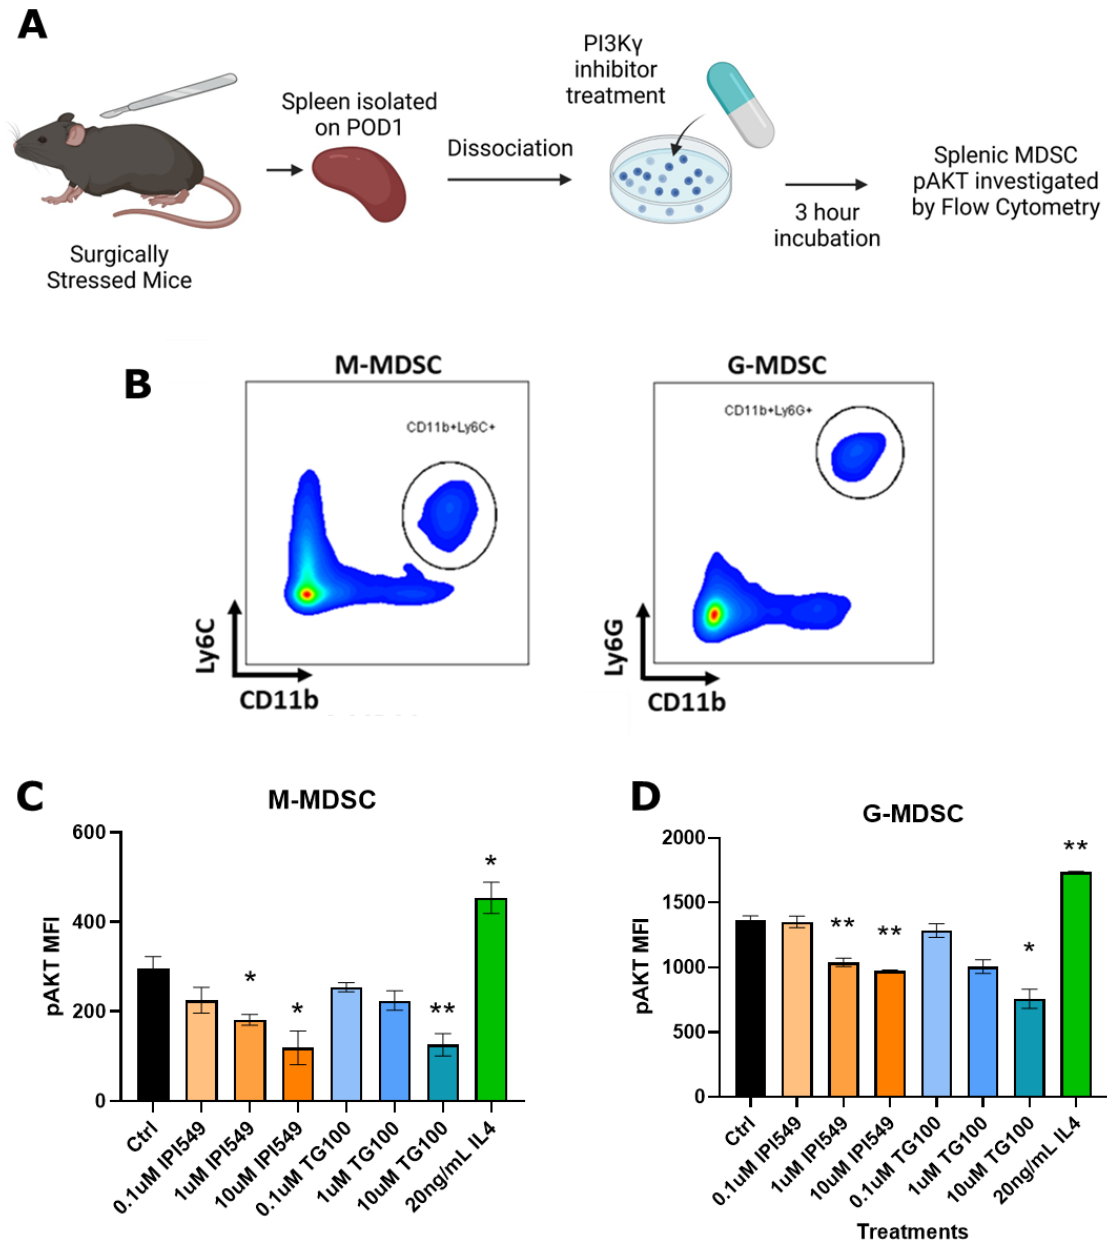 A
Surgically
Stressed Mice
Spleen isolated
on POD1
Dissociation
PI3Kγ
inhibitor
treatment
3 hour
incubation
Splenic MDSC
pAKT investigated
by Flow Cytometry
B
M-MDSC
CD11b+Ly6C+
Ly6C
CD11b
G-MDSC
CD11b+Ly6G+
Ly6G
CD11b
C
M-MDSC
pAKT MFI
600
400
200
0
*
*
**
*
Ctrl
0.1uM IPI549
1uM IPI549
10uM IPI549
0.1uM TG100
1uM TG100
10uM TG100
20ng/mL IL4
D
G-MDSC
pAKT MFI
2000
1500
1000
500
0
**
**
*
**
Ctrl
0.1uM IPI549
1uM IPI549
10uM IPI549
0.1uM TG100
1uM TG100
10uM TG100
20ng/mL IL4
Treatments